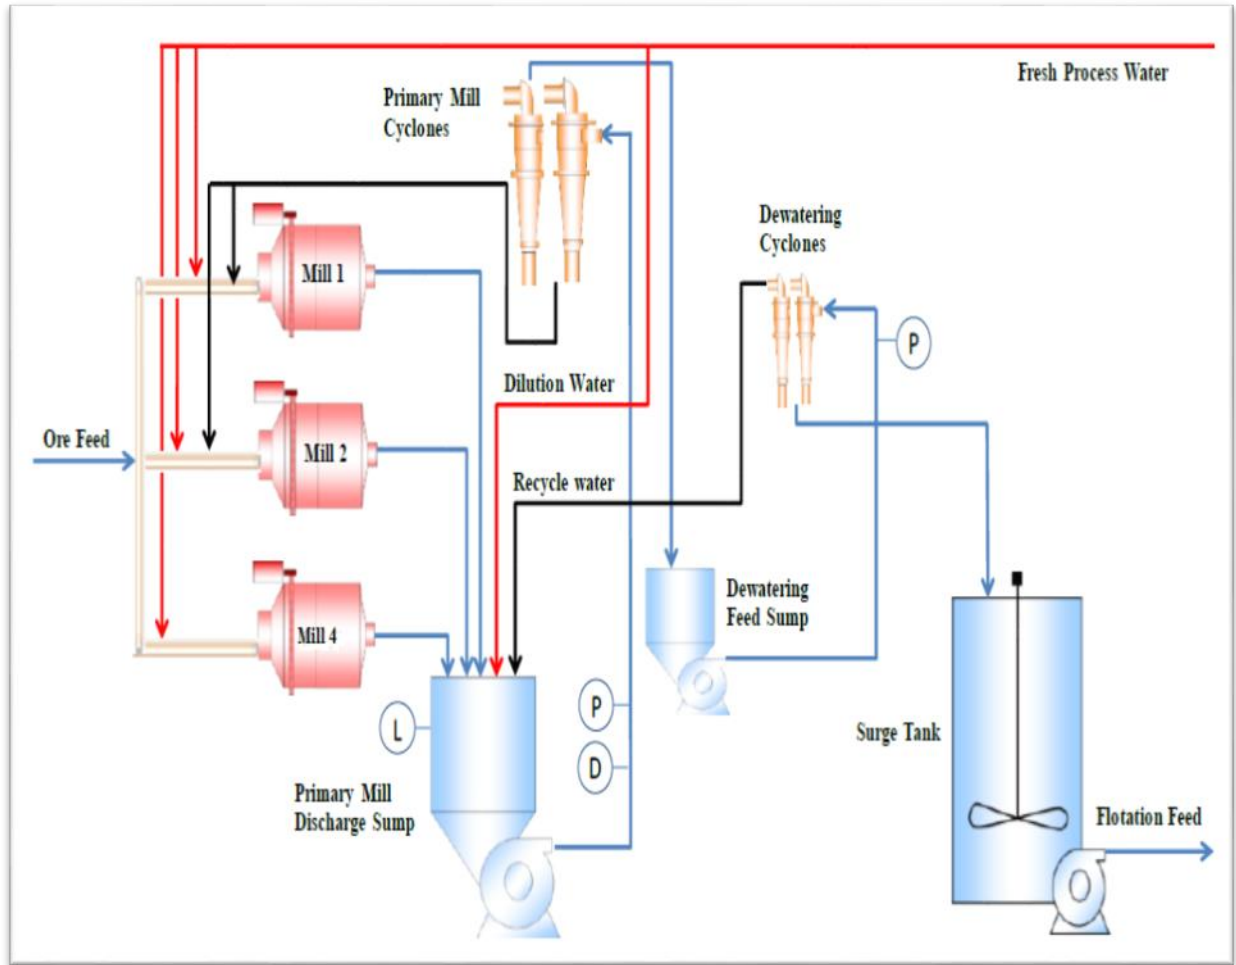 Fresh Process Water
Primary Mill
Cyclones
Dewatering
Cyclones
Mill 1
P
Dilution Water
Ore Feed
Mill 2
Recycle water
Dewatering
Feed Sump
Mill 4
P
L
D
Surge Tank
Primary Mill
Discharge Sump
Flotation Feed